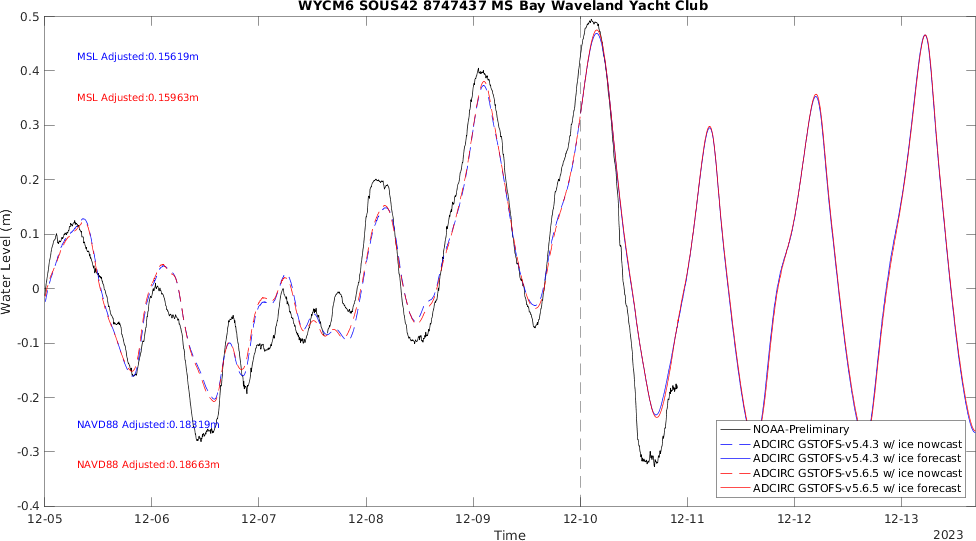 WYCM6 SOUS42 8747437 MS Bay Waveland Yacht Club
0.5
0.4
0.3
0.2
0.1
0
-0.1
-0.2
-0.3
-0.4
Water Level (m)
MSL Adjusted:0.15619m
MSL Adjusted:0.15963m
NAVD88 Adjusted:0.18319m
NAVD88 Adjusted:0.18663m
NOAA-Preliminary
ADCIRC GSTOFS-v5.4.3 w/ ice nowcast
ADCIRC GSTOFS-v5.4.3 w/ ice forecast
ADCIRC GSTOFS-v5.6.5 w/ ice nowcast
ADCIRC GSTOFS-v5.6.5 w/ ice forecast
12-05 12-06 12-07 12-08 12-09 12-10 12-11 12-12 12-13
Time
2023